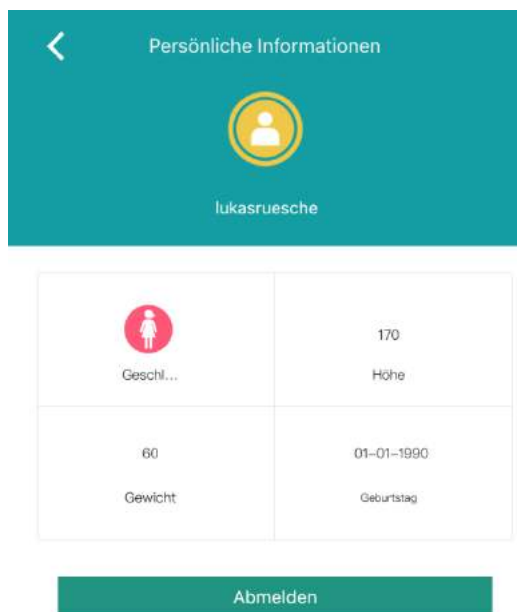 Persönliche Informationen
lukasruesche
Geschl...
170
Höhe
60
Gewicht
01-01-1990
Geburtstag
Abmelden